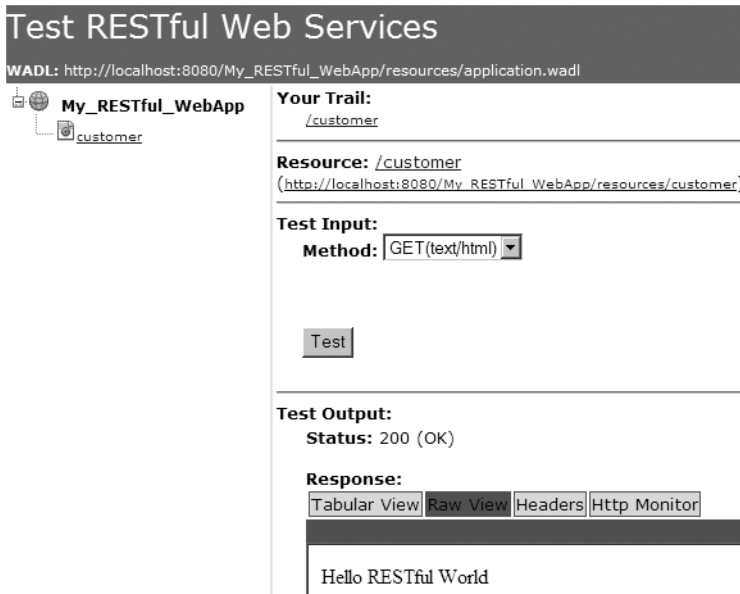 Test RESTful Web Services
WADL: http://localhost:8080/My_RESTful_WebApp/resources/application.wadl
My_RESTful_WebApp
customer
Your Trail:
/customer
Resource: /customer
(http://localhost:8080/My_RESTful_WebApp/resources/customer)
Test Input:
Method: GET(text/html)
Test
Test Output:
Status: 200 (OK)
Response:
Tabular View Raw View Headers Http Monitor
Hello RESTful World